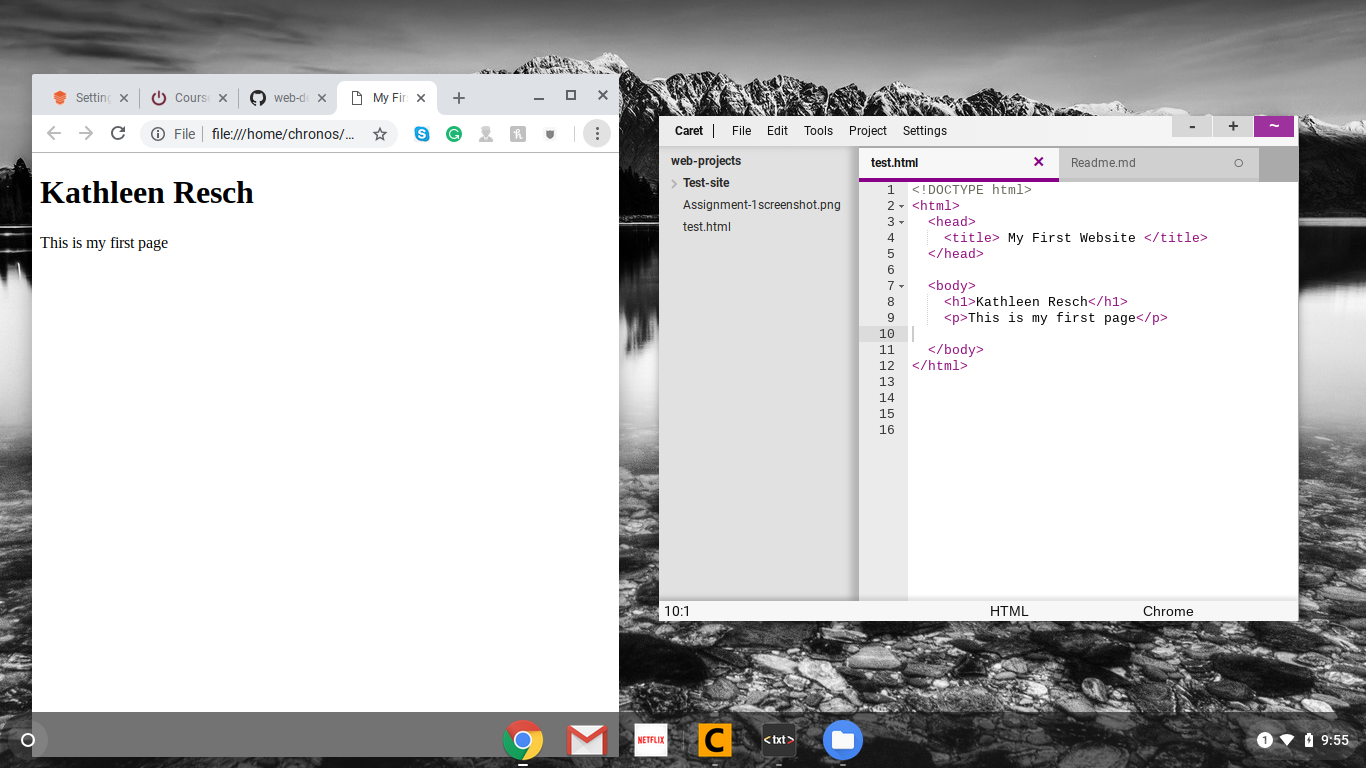 Setting
Course
web-de
My Firs
File
file:///home/chronos/...
Kathleen Resch
This is my first page
Caret
File Edit Tools Project Settings
- + ~
web-projects
Test-site
Assignment-1screenshot.png
test.html
test.html
Readme.md
1 <!DOCTYPE html>
2 <html>
3 <head>
4 <title> My First Website </title>
5 </head>
6
7 <body>
8 <h1>Kathleen Resch</h1>
9 <p>This is my first page</p>
10
11 </body>
12 </html>
13
14
15
16
10:1 HTML Chrome
NETFLIX
C
<txt>
1 9:55